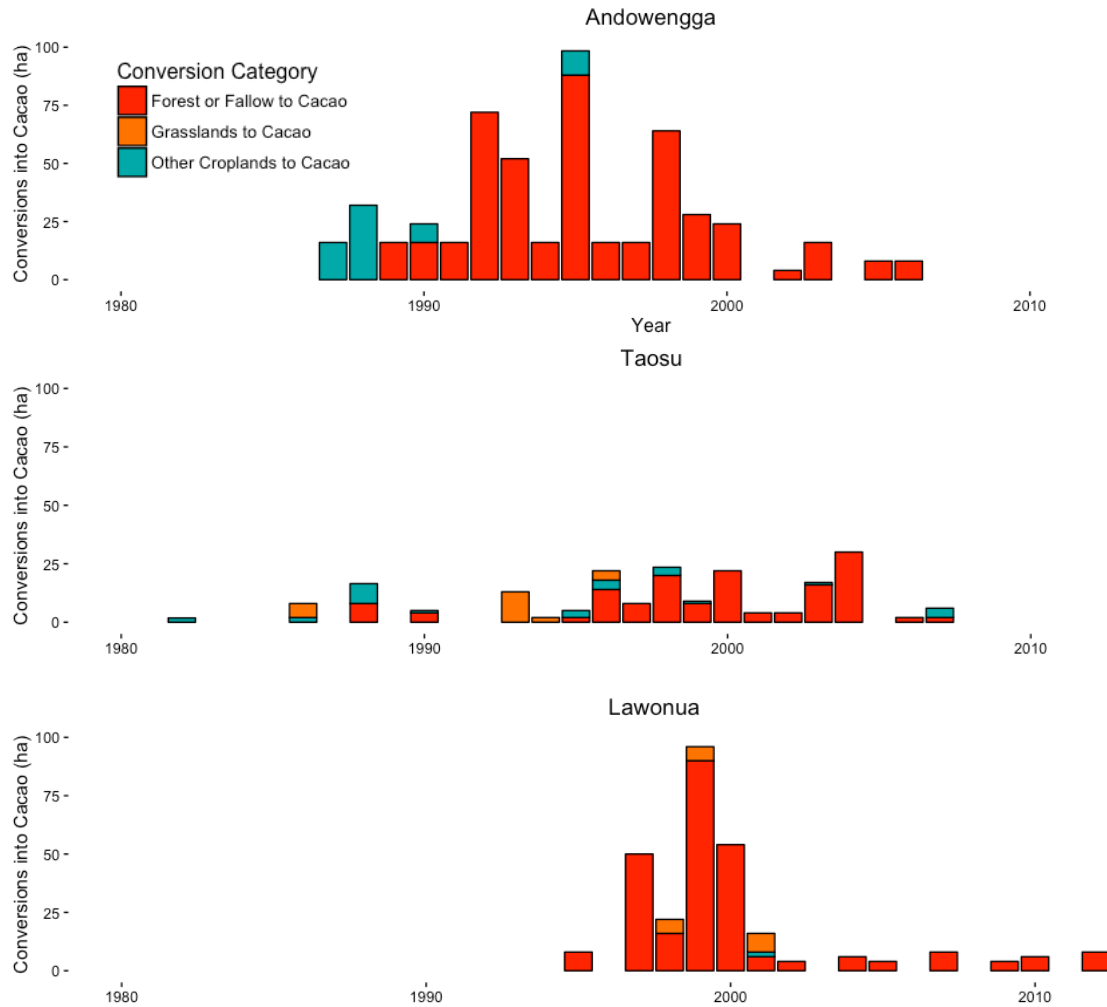 Andowengga
Conversions into Cacao (ha)
100
75
50
25
0
Conversion Category
Forest or Fallow to Cacao
Grasslands to Cacao
Other Croplands to Cacao
1980 1990 2000 2010
Year
Taosu
Conversions into Cacao (ha)
100
75
50
25
0
1980 1990 2000 2010
Lawonua
Conversions into Cacao (ha)
100
75
50
25
0
1980 1990 2000 2010